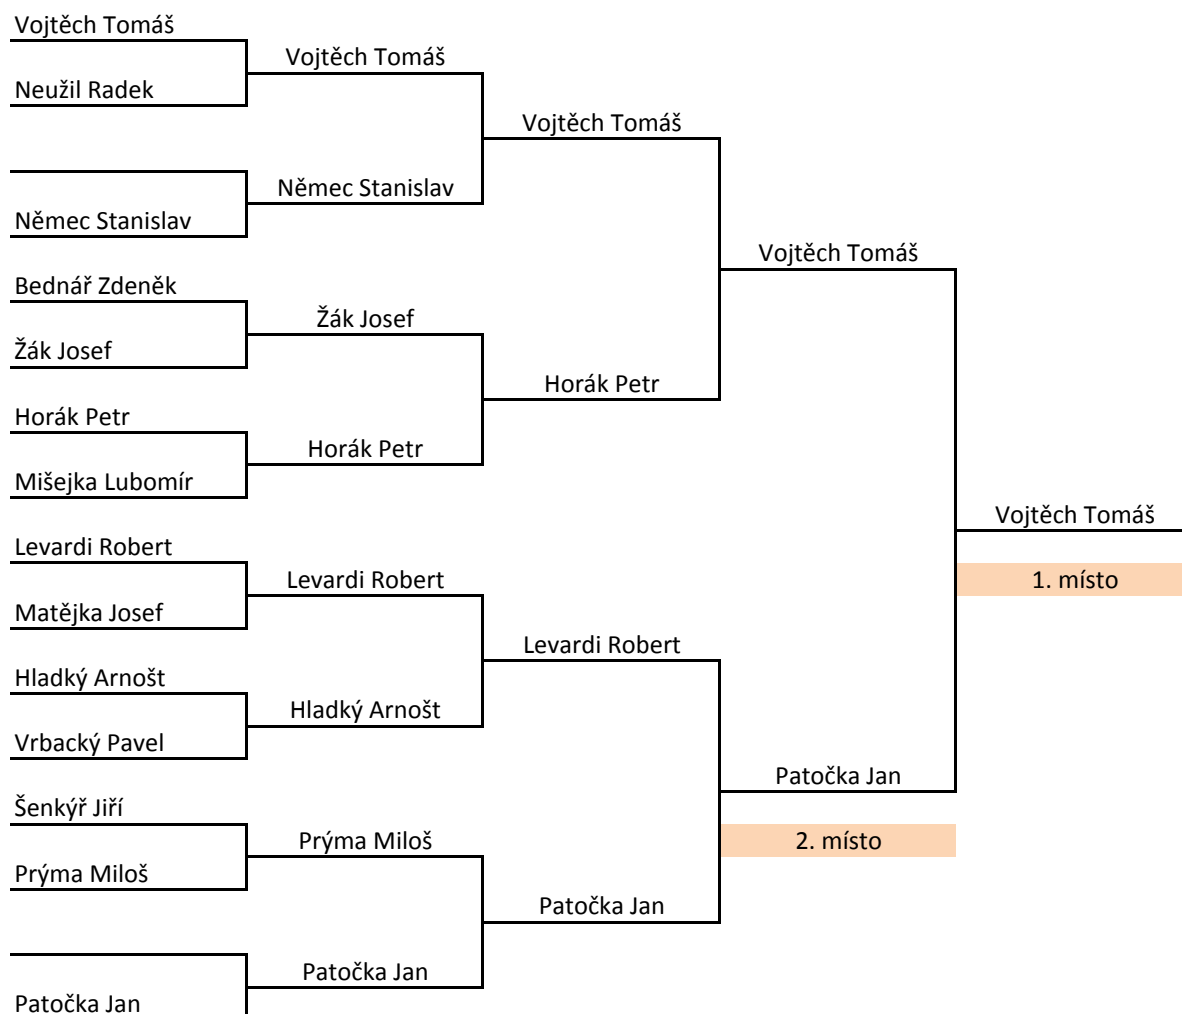 Vojtěch Tomáš
Vojtěch Tomáš
Neužil Radek
Vojtěch Tomáš
Němec Stanislav
Němec Stanislav
Vojtěch Tomáš
Bednář Zdeněk
Žák Josef
Žák Josef
Horák Petr
Horák Petr
Horák Petr
Mišejka Lubomír
Vojtěch Tomáš
Levardi Robert
Levardi Robert
1. místo
Matějka Josef
Levardi Robert
Hladký Arnošt
Hladký Arnošt
Vrbacký Pavel
Patočka Jan
Šenkýř Jiří
Prýma Miloš
2. místo
Prýma Miloš
Patočka Jan
Patočka Jan
Patočka Jan